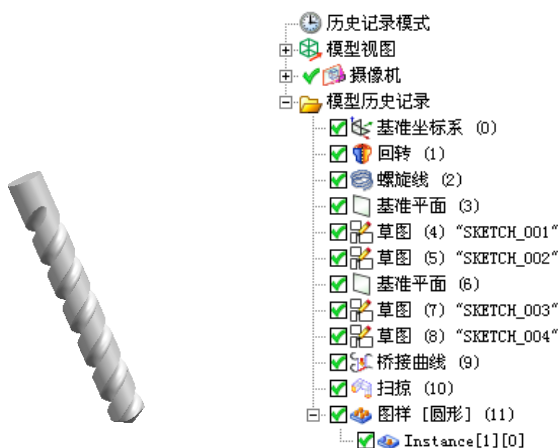 历史记录模式
模型视图
摄像机
模型历史记录
基准坐标系 (0)
回转 (1)
螺旋线 (2)
基准平面 (3)
草图 (4) "SKETCH_001"
草图 (5) "SKETCH_002"
基准平面 (6)
草图 (7) "SKETCH_003"
草图 (8) "SKETCH_004"
桥接曲线 (9)
扫掠 (10)
图样 [圆形] (11)
Instance[1][0]